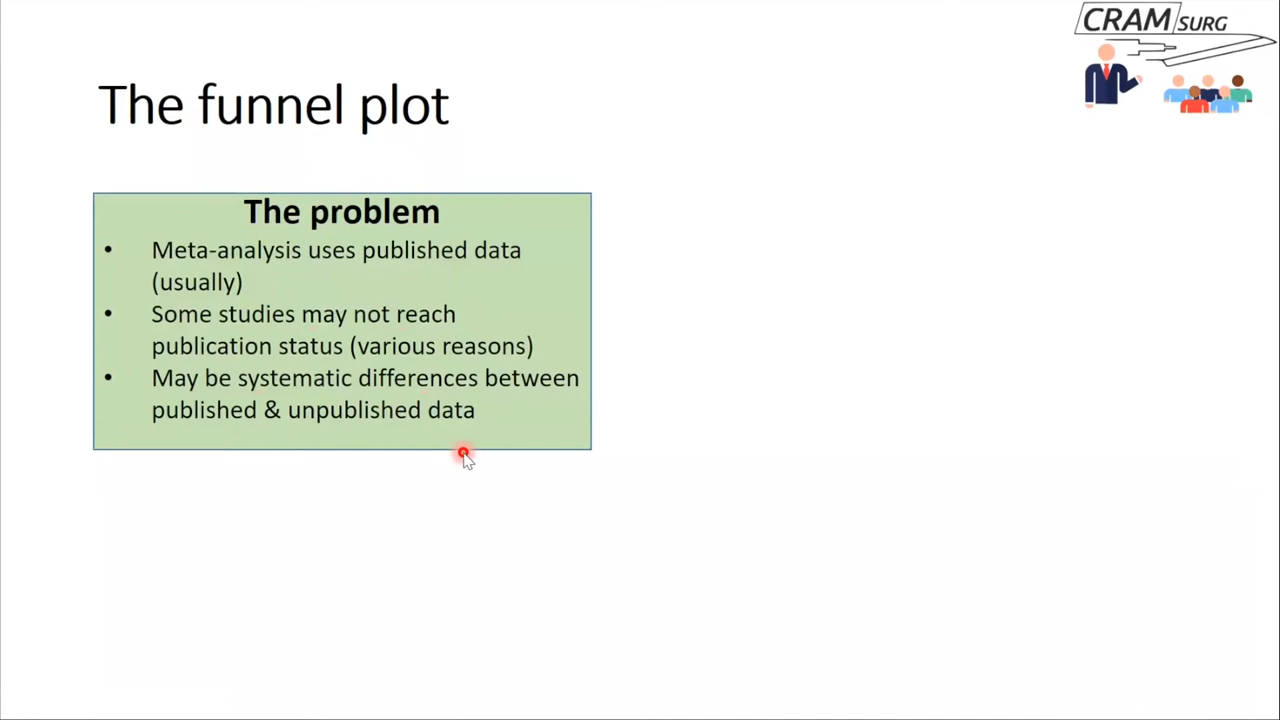 CRAM SURG
The funnel plot
The problem
• Meta-analysis uses published data
(usually)
• Some studies may not reach
publication status (various reasons)
• May be systematic differences between
published & unpublished data